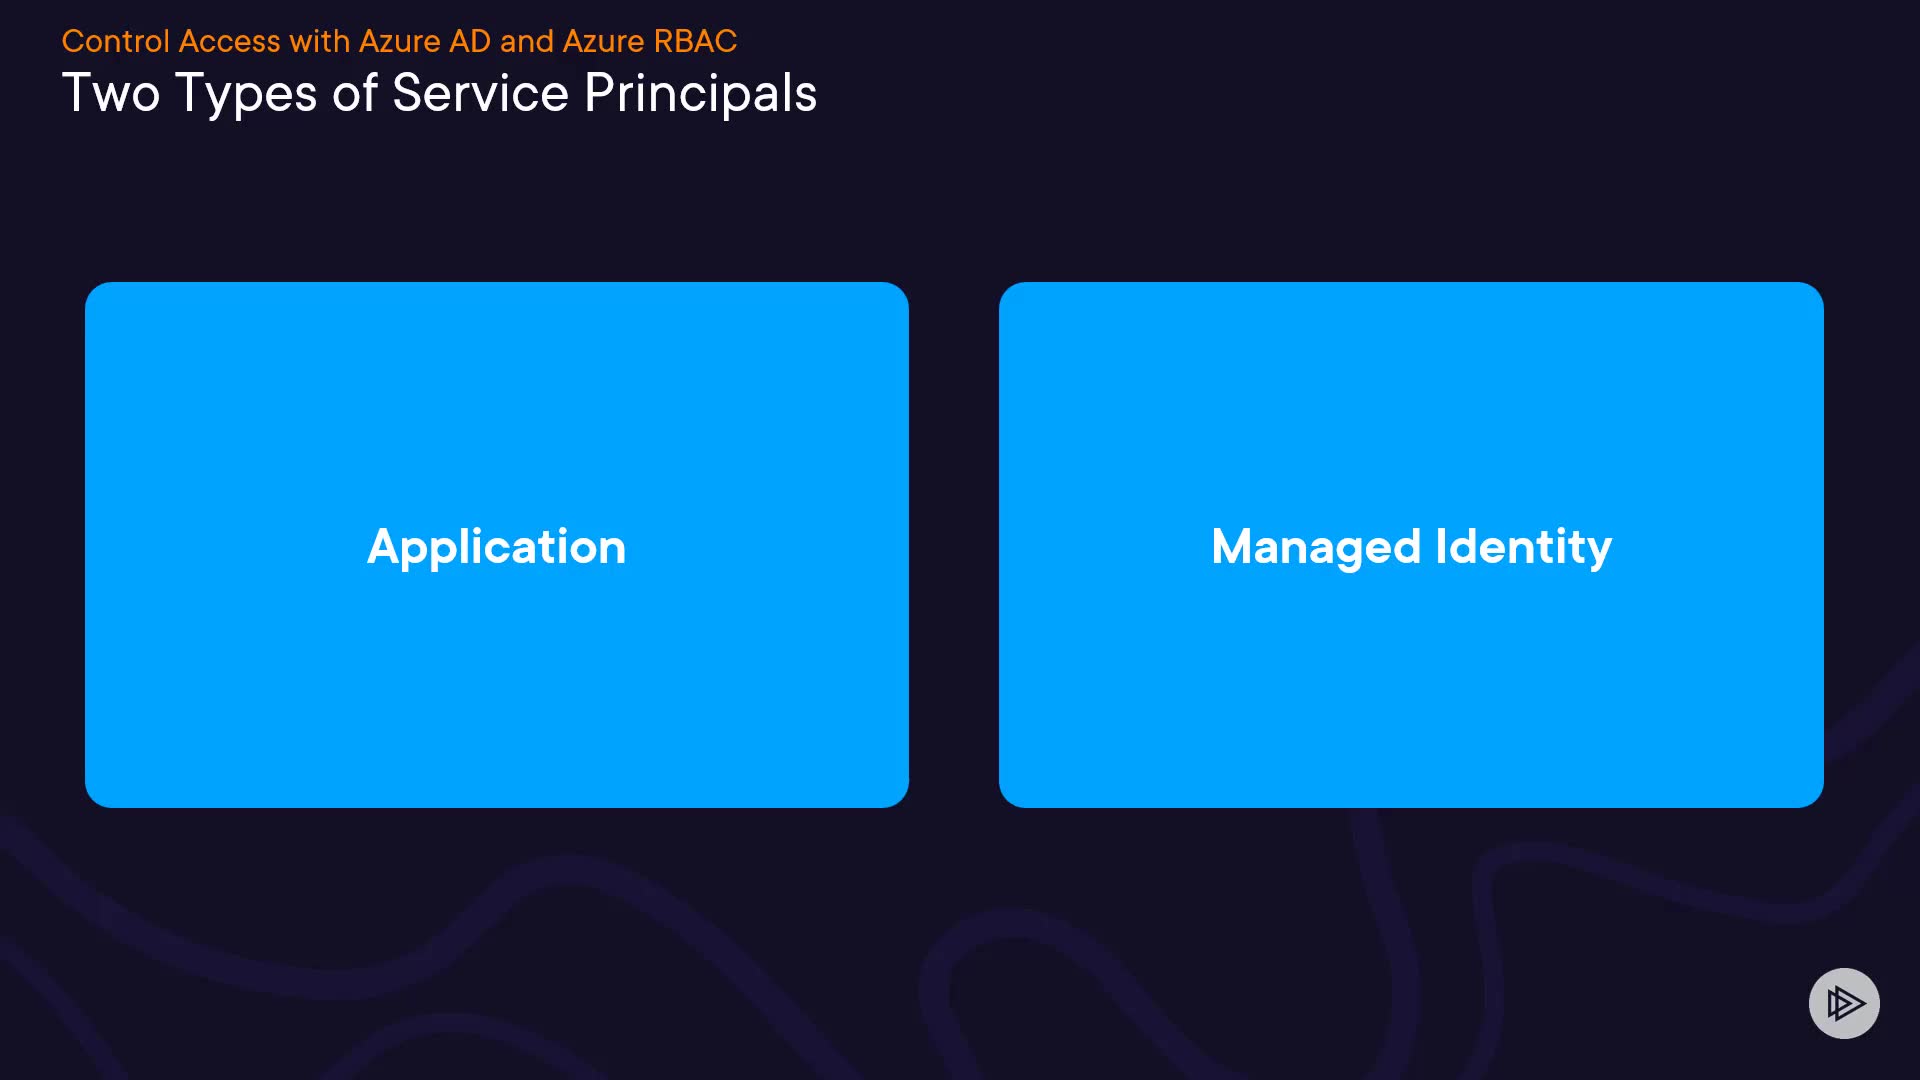 Control Access with Azure AD and Azure RBAC
Two Types of Service Principals
Application
Managed Identity